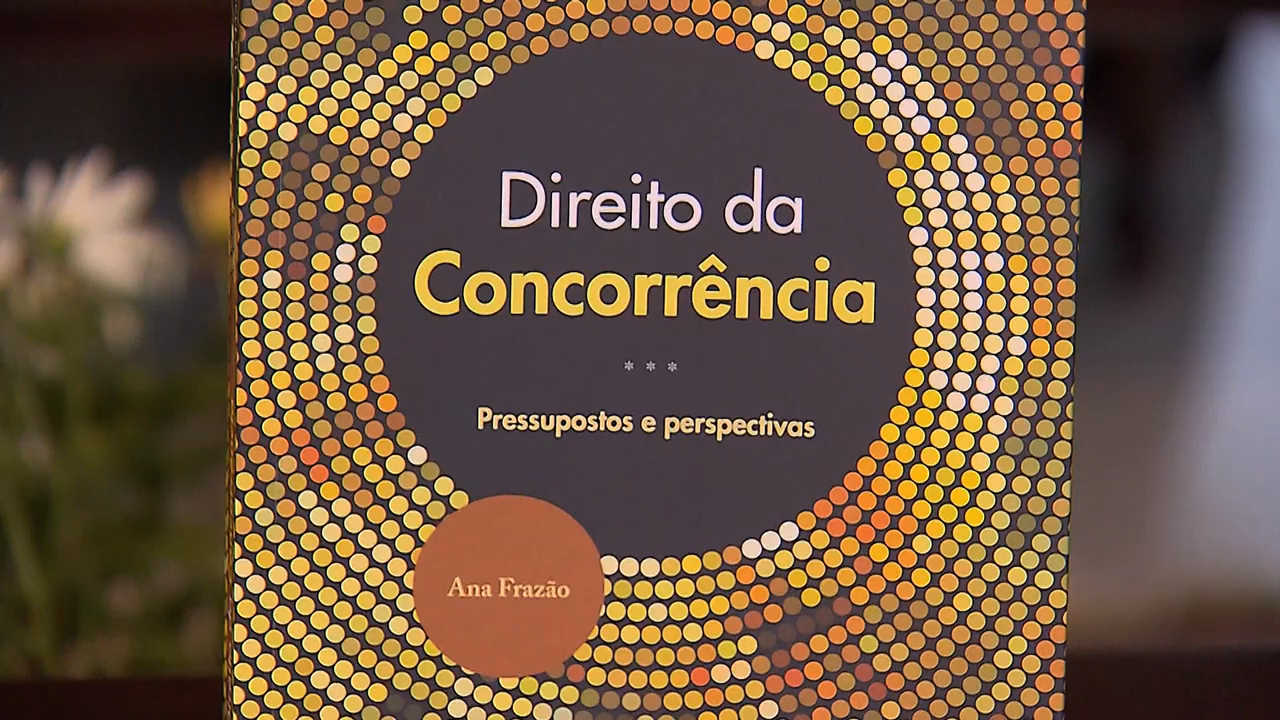 Direito da
Concorrência
* * *
Pressupostos e perspectivas
Ana Frazão